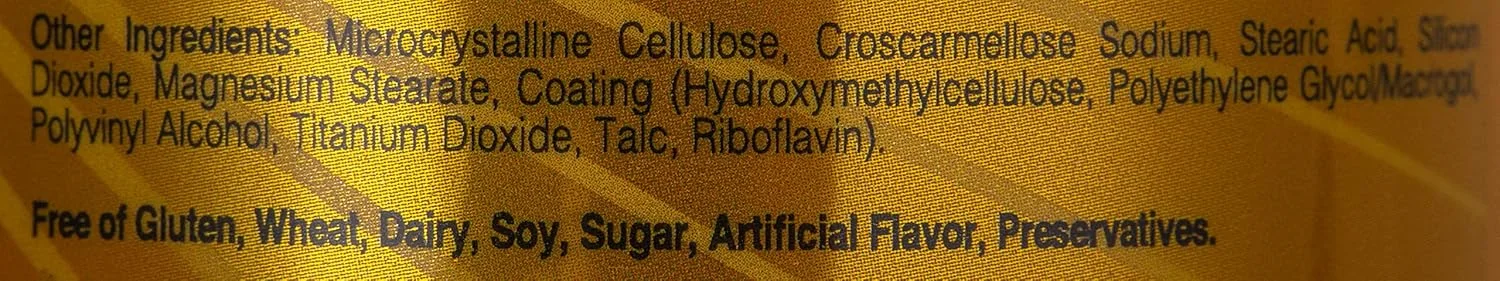 Other Ingredients: Microcrystalline Cellulose, Croscarmellose Sodium, Stearic Acid, Silicon
Dioxide, Magnesium Stearate, Coating (Hydroxymethylcellulose, Polyethylene Glycol/Macrogol,
Polyvinyl Alcohol, Titanium Dioxide, Talc, Riboflavin).
Free of Gluten, Wheat, Dairy, Soy, Sugar, Artificial Flavor, Preservatives.